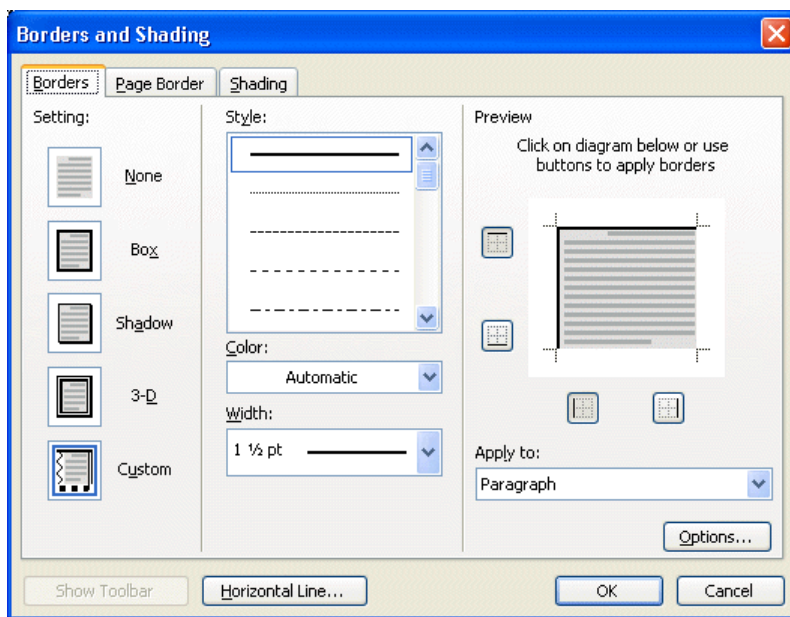 Borders and Shading
Borders
Page Border
Shading
Setting:
None
Box
Shadow
3-D
Custom
Style:
Color:
Automatic
Width:
1 ½ pt
Preview
Click on diagram below or use
buttons to apply borders
Apply to:
Paragraph
Options...
Show Toolbar
Horizontal Line...
OK
Cancel